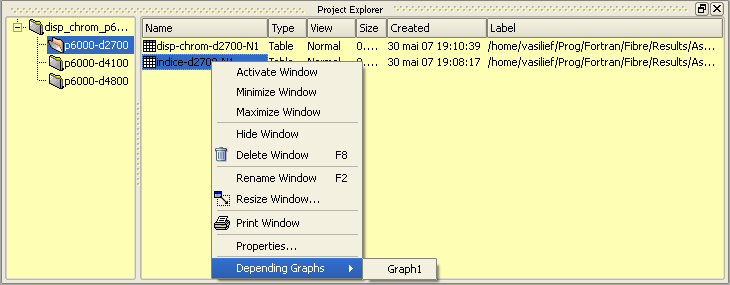 Project Explorer
disp_chrom_p6...
p6000-d2700
p6000-d4100
p6000-d4800
Name Type View Size Created Label
disp-chrom-d2700-N1 Table Normal 0.... 30 mai 07 19:10:39 /home/vasilief/Prog/Fortran/Fibre/Results/As...
indice-d2700-N1 Table Normal 0.... 30 mai 07 19:08:17 /home/vasilief/Prog/Fortran/Fibre/Results/As...
Activate Window
Minimize Window
Maximize Window
Hide Window
Delete Window F8
Rename Window F2
Resize Window...
Print Window
Properties...
Depending Graphs Graph1